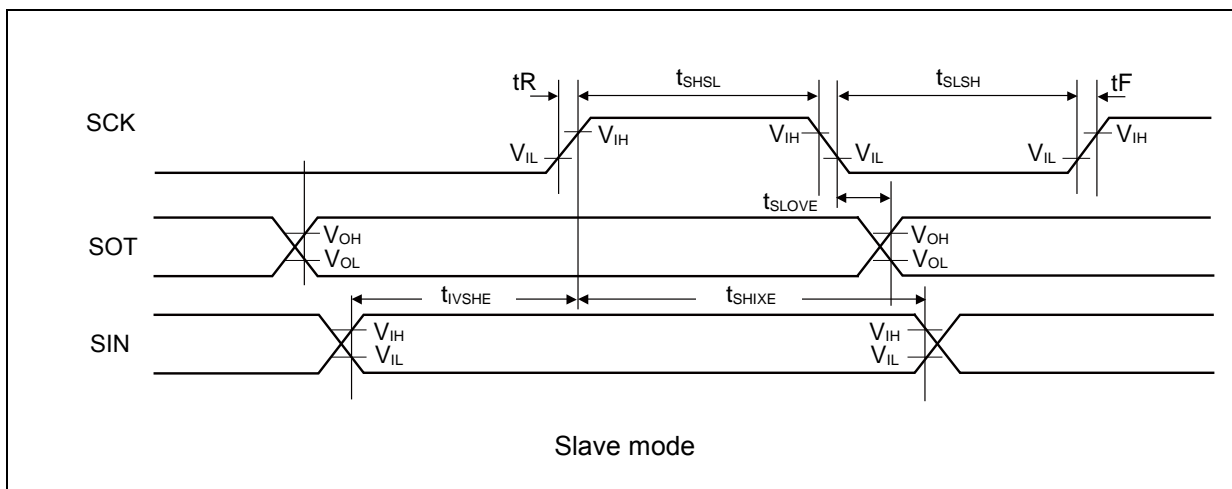 tR tSHSL tSLSH tF
SCK VIH VIH VIH
VIL VIL VIL
tSLOVE
SOT VOH VOH
VOL VOL
tIVSHE tSHIXE
SIN VIH VIH
VIL VIL
Slave mode